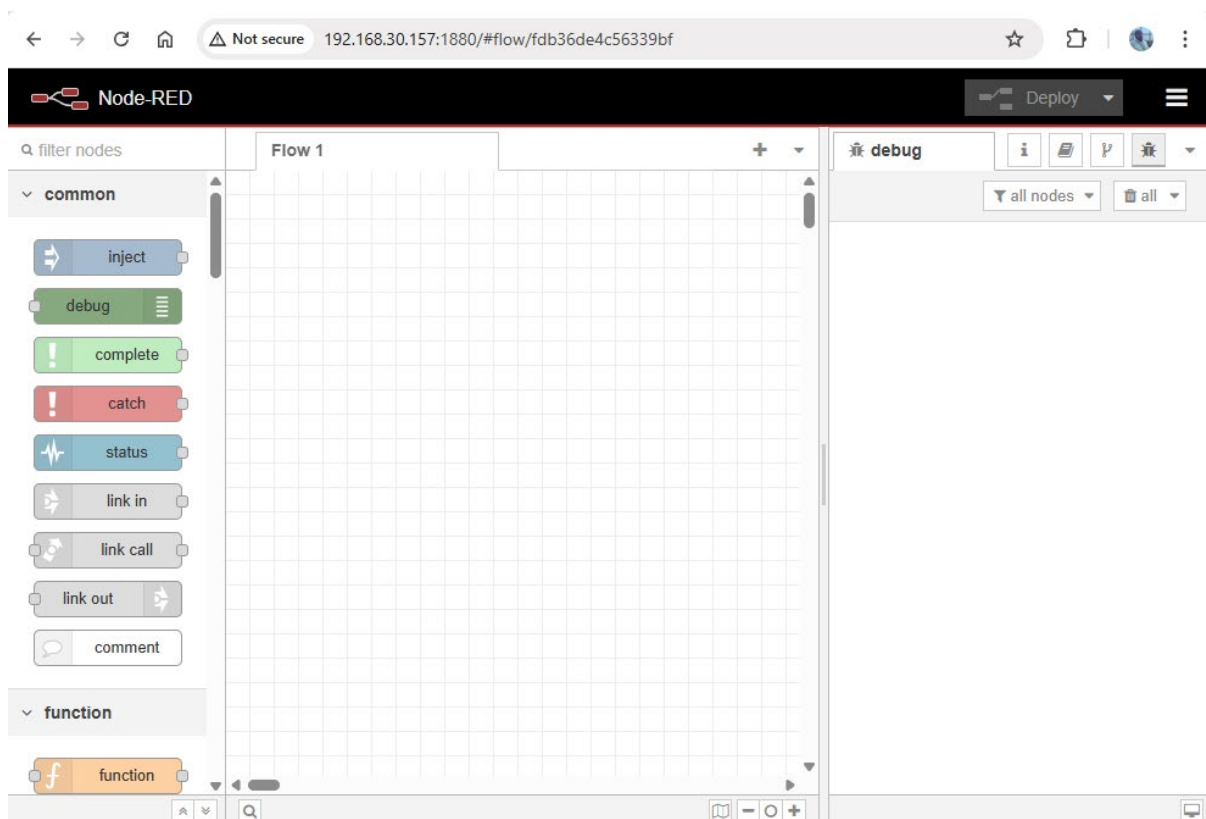 Not secure 192.168.30.157:1880/#flow/fdb36de4c56339bf
Node-RED
Deploy
filter nodes
Flow 1
debug
i
all nodes
all
common
inject
debug
complete
catch
status
link in
link call
link out
comment
function
function